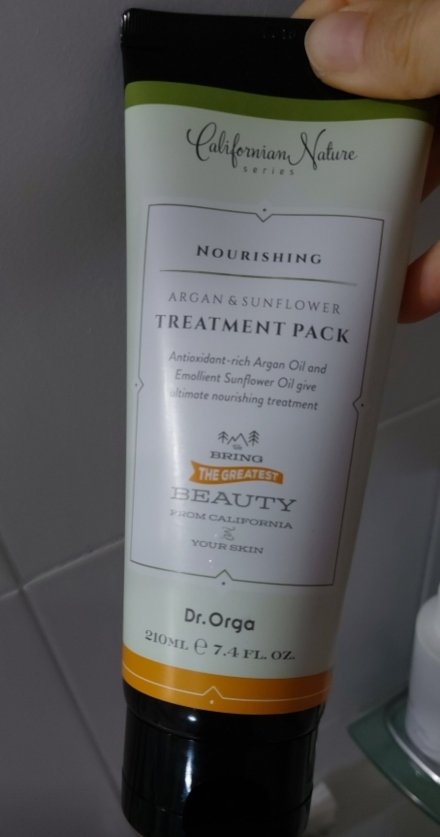 Californian Nature
series
NOURISHING
ARGAN & SUNFLOWER
TREATMENT PACK
Antioxidant-rich Argan Oil and
Emollient Sunflower Oil give
ultimate nourishing treatment
BRING
THE GREATEST
BEAUTY
FROM CALIFORNIA
YOUR SKIN
Dr.Orga
210ML ℮ 7.4 FL. OZ.